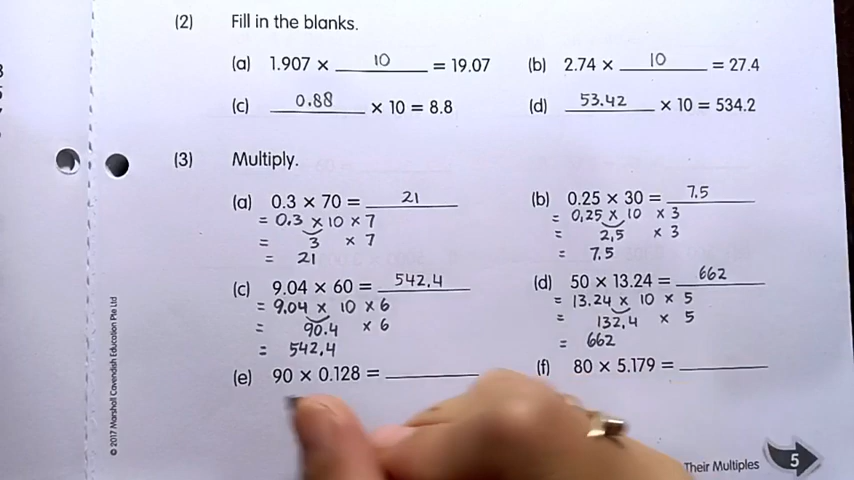 (2) Fill in the blanks.
(a) 1.907 × 10 = 19.07 (b) 2.74 × 10 = 27.4
(c) 0.88 × 10 = 8.8 (d) 53.42 × 10 = 534.2
(3) Multiply.
(a) 0.3 × 70 = 21 (b) 0.25 × 30 = 7.5
= 0.3 × 10 × 7 = 0.25 × 10 × 3
= 3 × 7 = 2.5 × 3
= 21 = 7.5
(c) 9.04 × 60 = 542.4 (d) 50 × 13.24 = 662
= 9.04 × 10 × 6 = 13.24 × 10 × 5
= 90.4 × 6 = 132.4 × 5
= 542.4 = 662
(e) 90 × 0.128 = (f) 80 × 5.179 =
© 2017 Marshall Cavendish Education Pte Ltd
Their Multiples 5